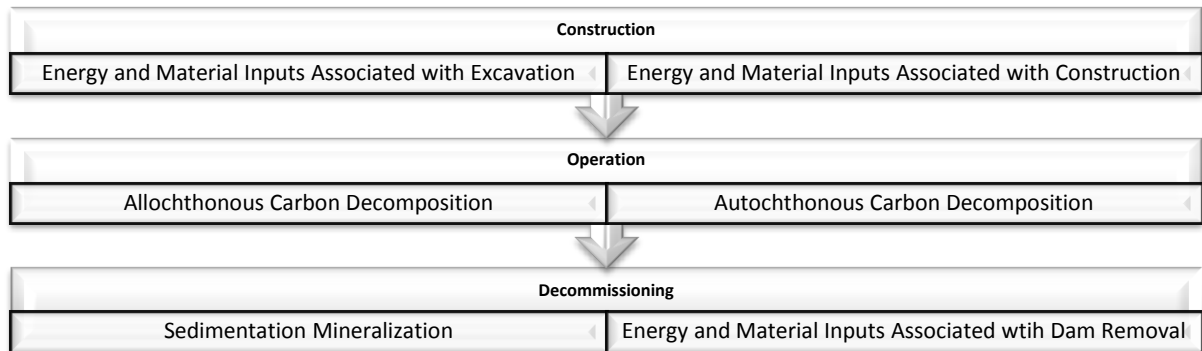 Construction
Energy and Material Inputs Associated with Excavation
Energy and Material Inputs Associated with Construction
Operation
Allochthonous Carbon Decomposition
Autochthonous Carbon Decomposition
Decommissioning
Sedimentation Mineralization
Energy and Material Inputs Associated wtih Dam Removal